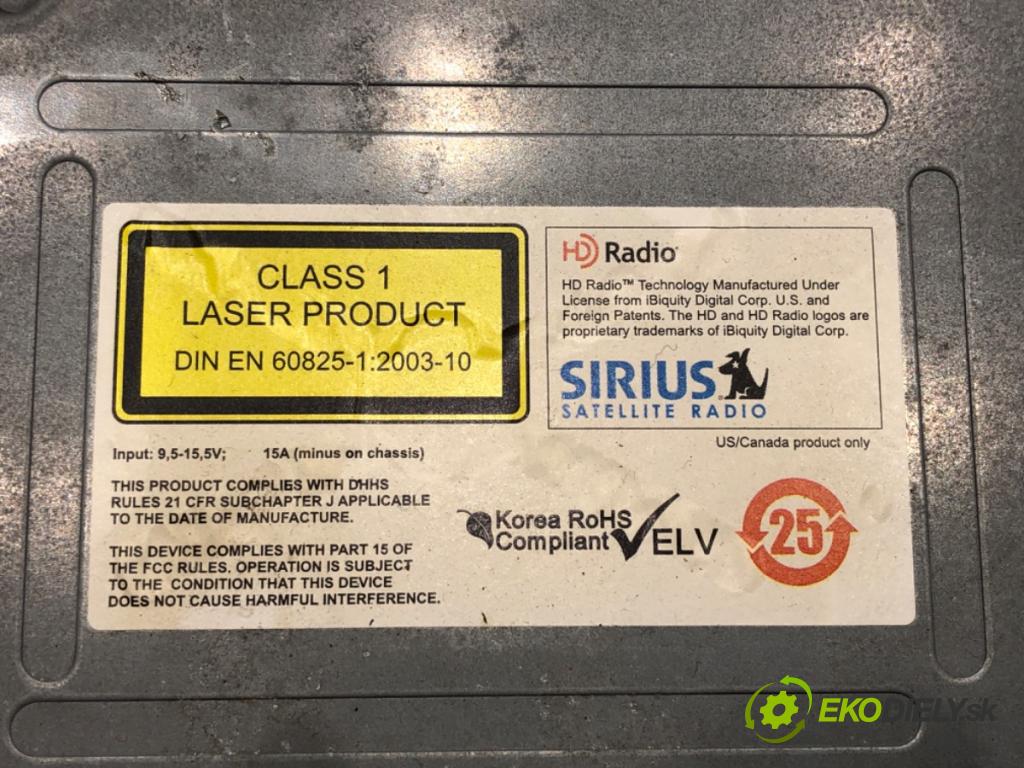 CLASS 1
LASER PRODUCT
DIN EN 60825-1:2003-10
HD Radio
HD Radio™ Technology Manufactured Under
License from iBiquity Digital Corp. U.S. and
Foreign Patents. The HD and HD Radio logos are
proprietary trademarks of iBiquity Digital Corp.
SIRIUS
SATELLITE RADIO
US/Canada product only
Input: 9,5-15,5V; 15A (minus on chassis)
THIS PRODUCT COMPLIES WITH DHHS
RULES 21 CFR SUBCHAPTER J APPLICABLE
TO THE DATE OF MANUFACTURE.
THIS DEVICE COMPLIES WITH PART 15 OF
THE FCC RULES. OPERATION IS SUBJECT
TO THE CONDITION THAT THIS DEVICE
DOES NOT CAUSE HARMFUL INTERFERENCE.
Korea RoHS
Compliant
ELV
25
EKODIELY.sk